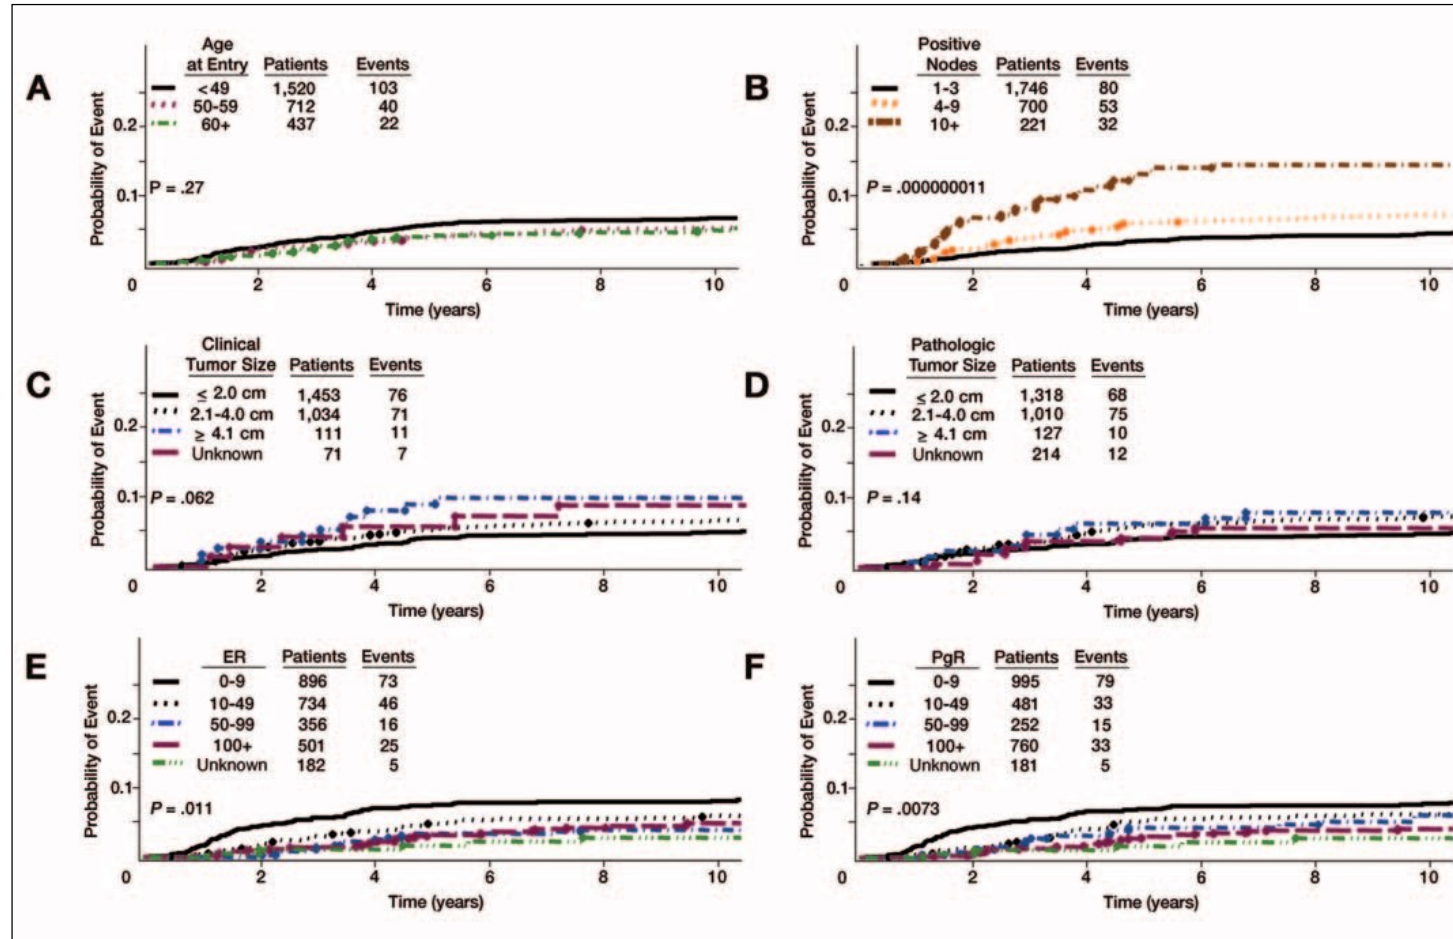 A
Age
at Entry Patients Events
<49 1,520 103
50-59 712 40
60+ 437 22
0.2
0.1
P = .27
Probability of Event
0 2 4 6 8 10
Time (years)
B
Positive
Nodes Patients Events
1-3 1,746 80
4-9 700 53
10+ 221 32
0.2
0.1
P = .000000011
Probability of Event
0 2 4 6 8 10
Time (years)
C
Clinical
Tumor Size Patients Events
≤ 2.0 cm 1,453 76
2.1-4.0 cm 1,034 71
≥ 4.1 cm 111 11
Unknown 71 7
0.2
0.1
P = .062
Probability of Event
0 2 4 6 8 10
Time (years)
D
Pathologic
Tumor Size Patients Events
≤ 2.0 cm 1,318 68
2.1-4.0 cm 1,010 75
≥ 4.1 cm 127 10
Unknown 214 12
0.2
0.1
P = .14
Probability of Event
0 2 4 6 8 10
Time (years)
E
ER Patients Events
0-9 896 73
10-49 734 46
50-99 356 16
100+ 501 25
Unknown 182 5
0.2
0.1
P = .011
Probability of Event
0 2 4 6 8 10
Time (years)
F
PgR Patients Events
0-9 995 79
10-49 481 33
50-99 252 15
100+ 760 33
Unknown 181 5
0.2
0.1
P = .0073
Probability of Event
0 2 4 6 8 10
Time (years)